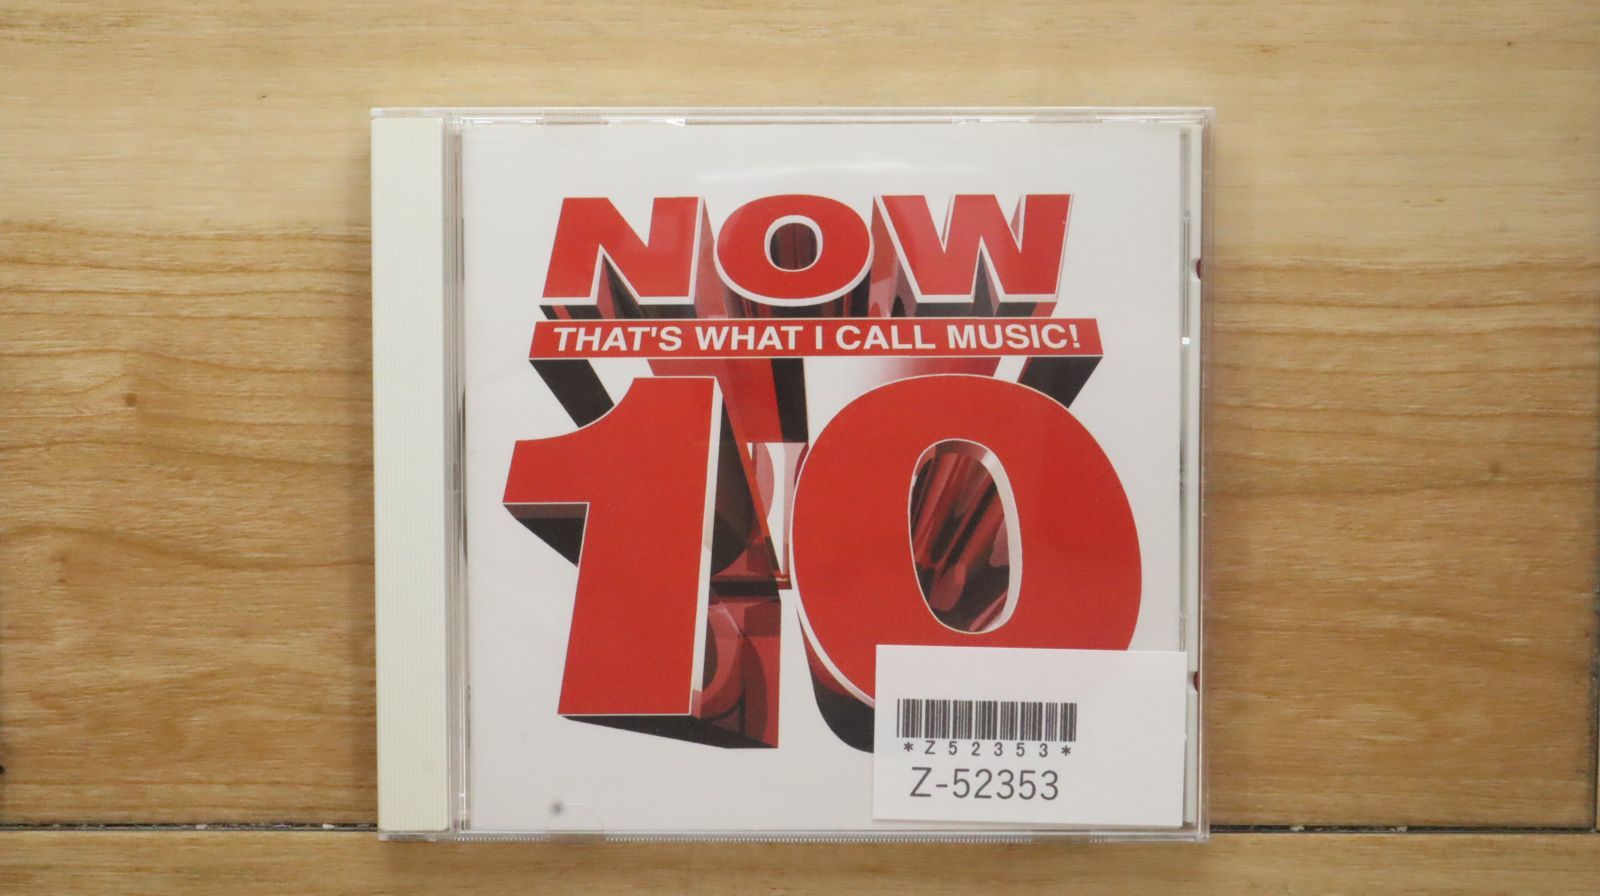 NOW
THAT'S WHAT I CALL MUSIC!
10
*Z52353*
Z-52353